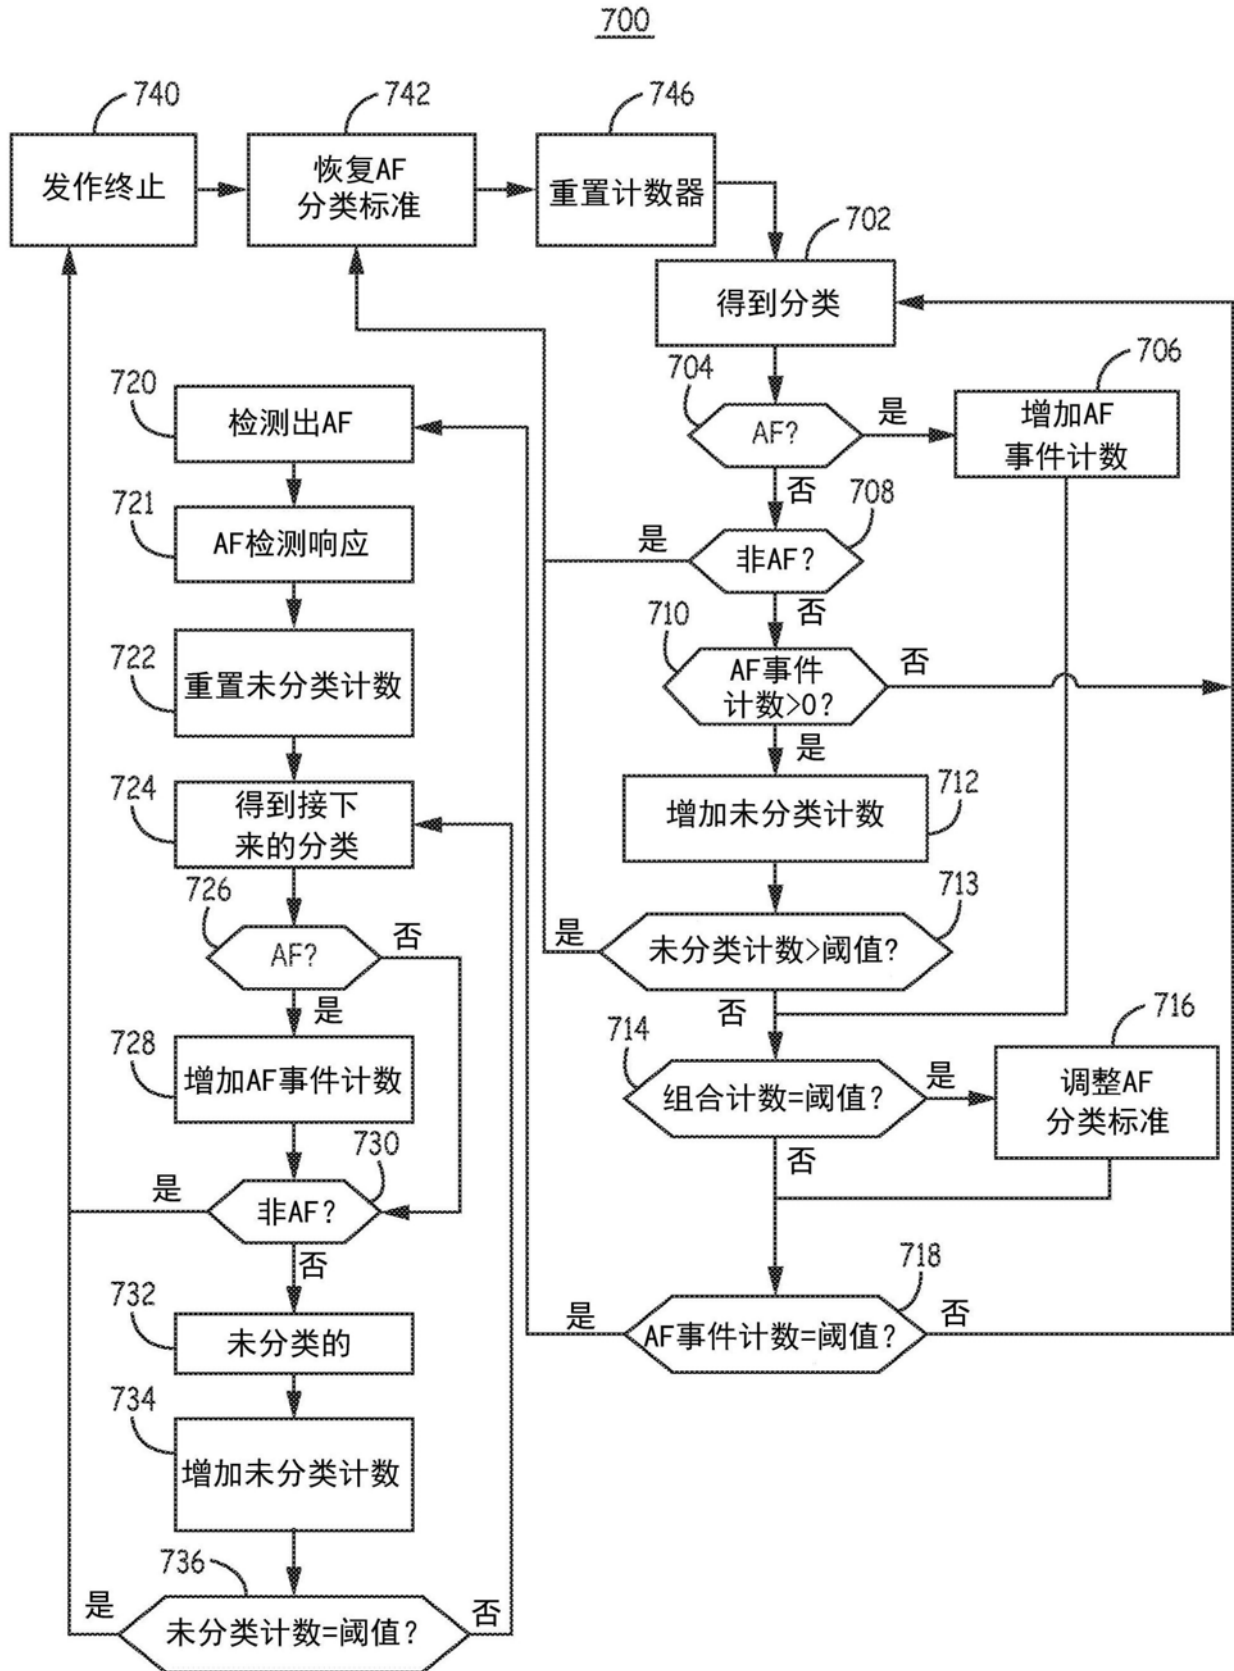 700
740
发作终止
742
恢复AF
分类标准
746
重置计数器
702
得到分类
704
AF?
是
706
增加AF
事件计数
否
708
非AF?
是
否
710
AF事件
计数>0?
否
是
712
增加未分类计数
713
未分类计数>阈值?
是
否
714
组合计数=阈值?
是
716
调整AF
分类标准
否
718
AF事件计数=阈值?
是
否
720
检测出AF
721
AF检测响应
722
重置未分类计数
724
得到接下
来的分类
726
AF?
否
是
728
增加AF事件计数
730
非AF?
是
否
732
未分类的
734
增加未分类计数
736
未分类计数=阈值?
是
否